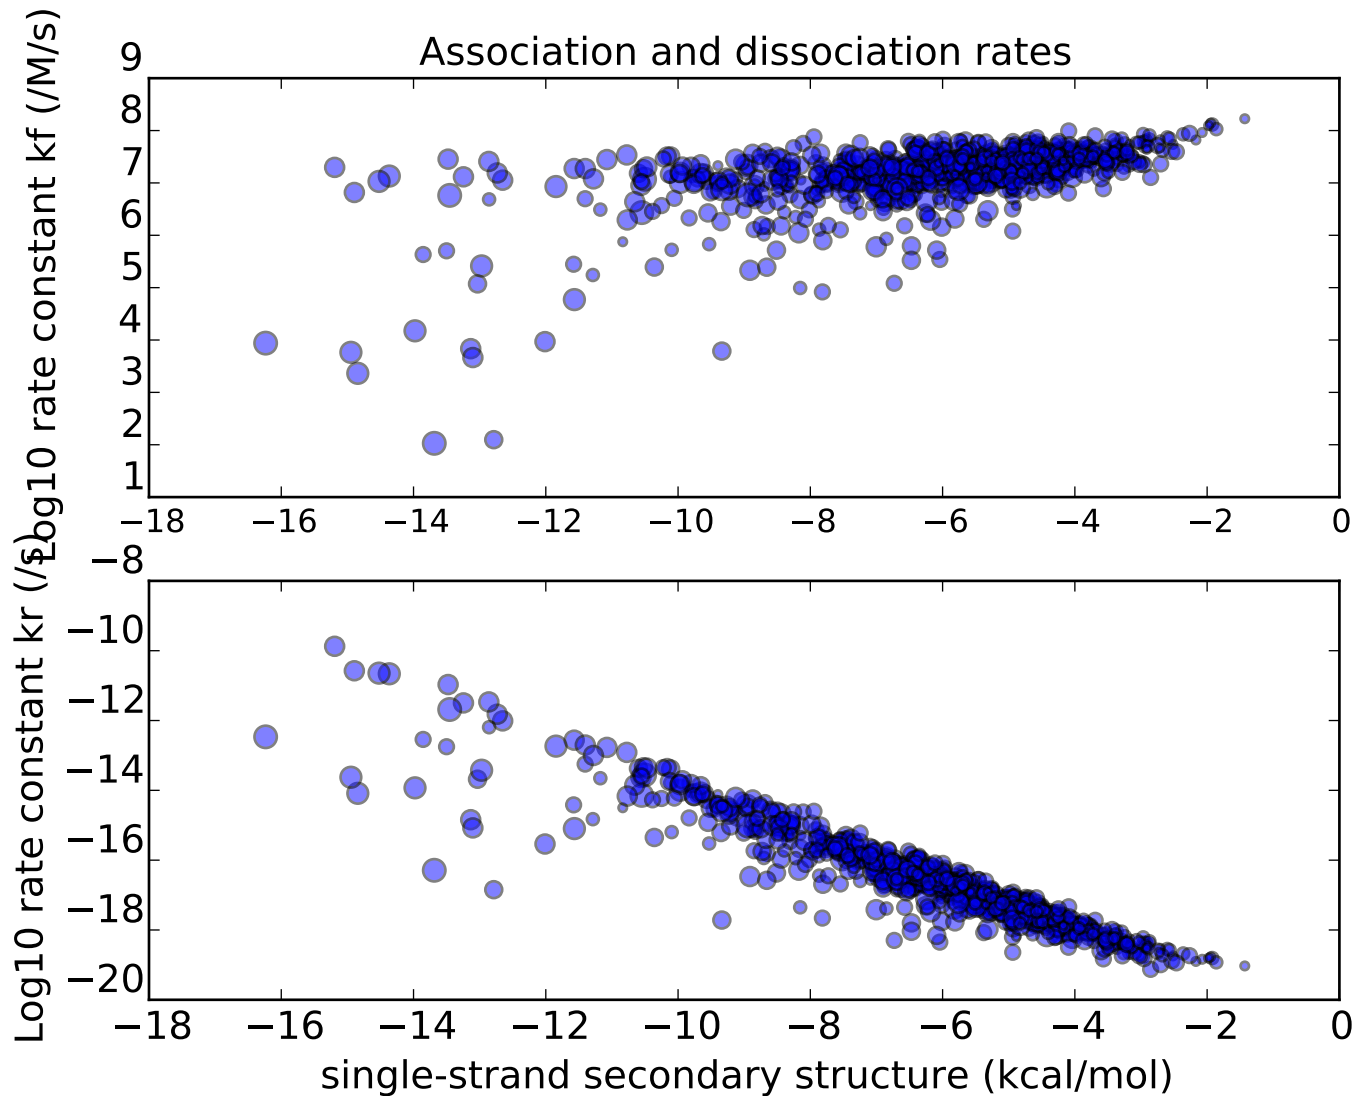 Association and dissociation rates
Log10 rate constant kf (/M/s)
9
8
7
6
5
4
3
2
1
−18 −16 −14 −12 −10 −8 −6 −4 −2 0
Log10 rate constant kr (/s)
−8
−10
−12
−14
−16
−18
−20
−18 −16 −14 −12 −10 −8 −6 −4 −2 0
single-strand secondary structure (kcal/mol)